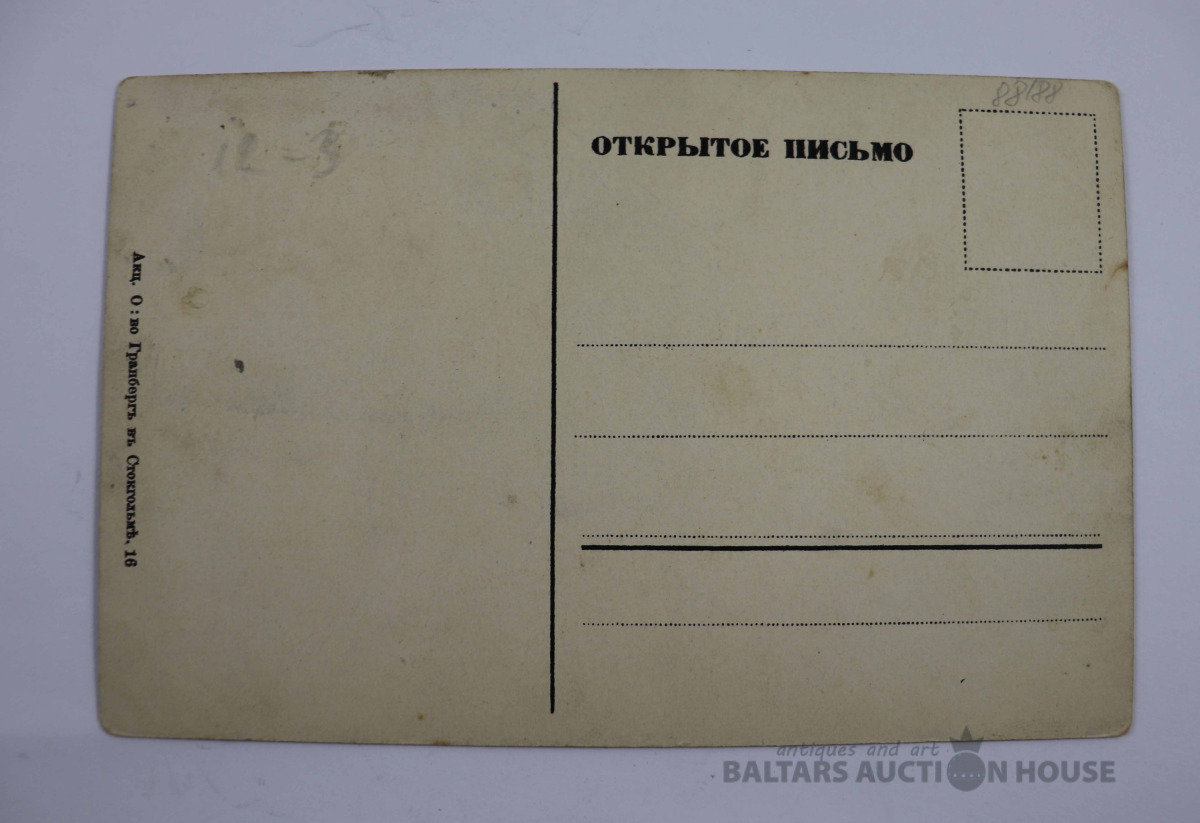 88188
ОТКРЫТОЕ ПИСЬМО
12 - 3
Акц. О:во Гранбергъ въ Стокгольмѣ, 16
antiques and art
BALTARS AUCTION HOUSE